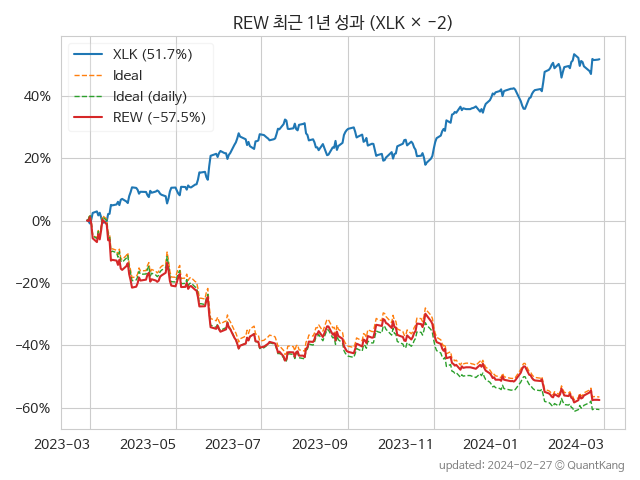 REW 최근 1년 성과 (XLK × −2)
XLK (51.7%)
Ideal
Ideal (daily)
REW (−57.5%)
40%
20%
0%
−20%
−40%
−60%
2023−03 2023−05 2023−07 2023−09 2023−11 2024−01 2024−03
updated: 2024−02−27 © QuantKang